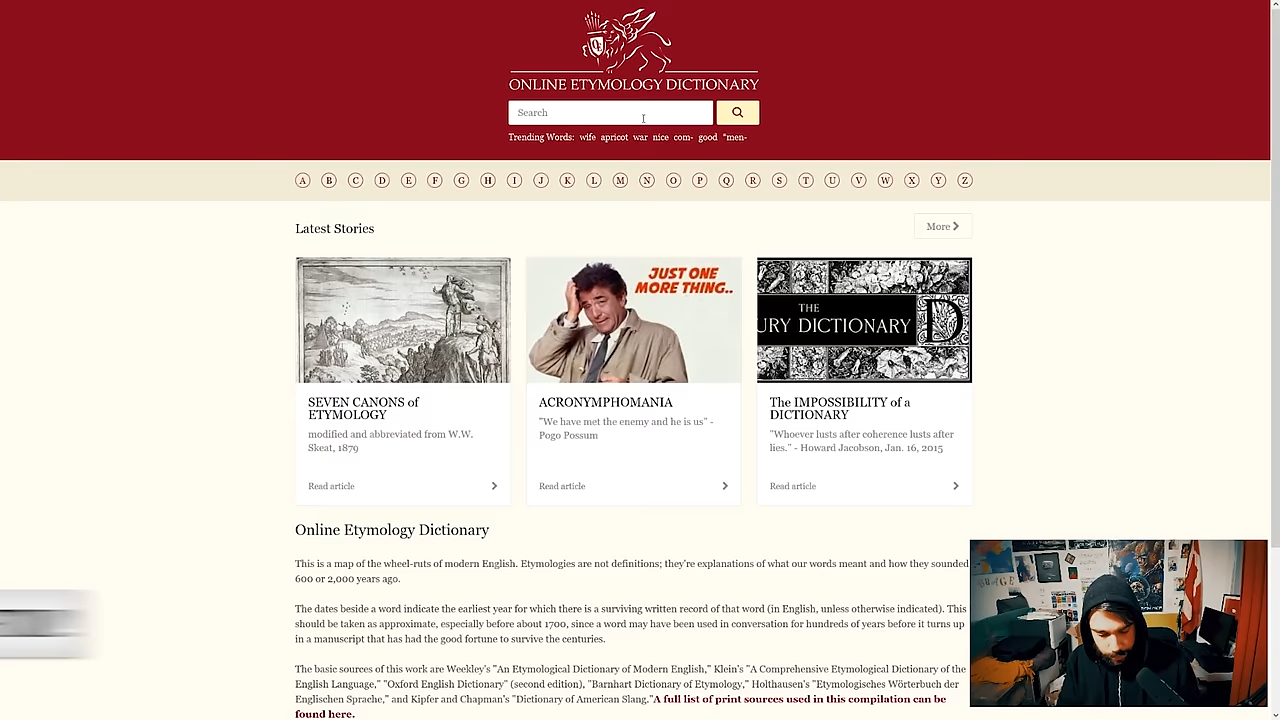 ONLINE ETYMOLOGY DICTIONARY
Search
Trending Words: wife apricot war nice com- good *men-
A B C D E F G H I J K L M N O P Q R S T U V W X Y Z
Latest Stories
More
JUST ONE
MORE THING..
THE
URY DICTIONARY D
SEVEN CANONS of
ETYMOLOGY
modified and abbreviated from W.W.
Skeat, 1879
Read article
ACRONYMPHOMANIA
"We have met the enemy and he is us" -
Pogo Possum
Read article
The IMPOSSIBILITY of a
DICTIONARY
"Whoever lusts after coherence lusts after
lies." - Howard Jacobson, Jan. 16, 2015
Read article
Online Etymology Dictionary
This is a map of the wheel-ruts of modern English. Etymologies are not definitions; they're explanations of what our words meant and how they sounded
600 or 2,000 years ago.
The dates beside a word indicate the earliest year for which there is a surviving written record of that word (in English, unless otherwise indicated). This
should be taken as approximate, especially before about 1700, since a word may have been used in conversation for hundreds of years before it turns up
in a manuscript that has had the good fortune to survive the centuries.
The basic sources of this work are Weekley's "An Etymological Dictionary of Modern English," Klein's "A Comprehensive Etymological Dictionary of the
English Language," "Oxford English Dictionary" (second edition), "Barnhart Dictionary of Etymology," Holthausen's "Etymologisches Wörterbuch der
Englischen Sprache," and Kipfer and Chapman's "Dictionary of American Slang."A full list of print sources used in this compilation can be
found here.